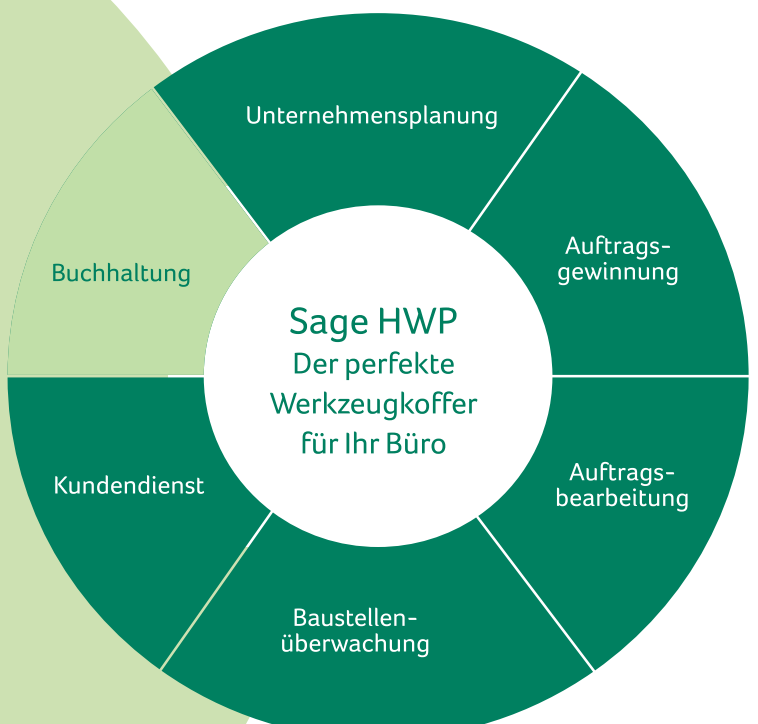 Unternehmensplanung
Auftrags-
gewinnung
Buchhaltung
Sage HWP
Der perfekte
Werkzeugkoffer
für Ihr Büro
Auftrags-
bearbeitung
Kundendienst
Baustellen-
überwachung